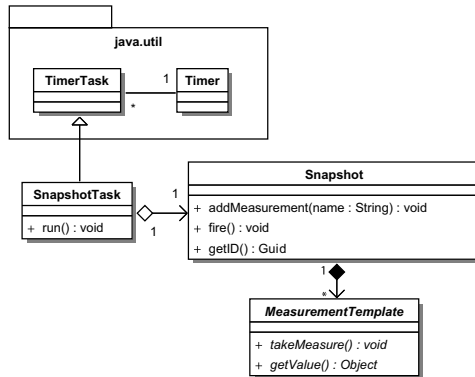 java.util
TimerTask
1
Timer
*
SnapshotTask
+ run() : void
1
1
Snapshot
+ addMeasurement(name : String) : void
+ fire() : void
+ getID() : Guid
1
*
MeasurementTemplate
+ takeMeasure() : void
+ getValue() : Object